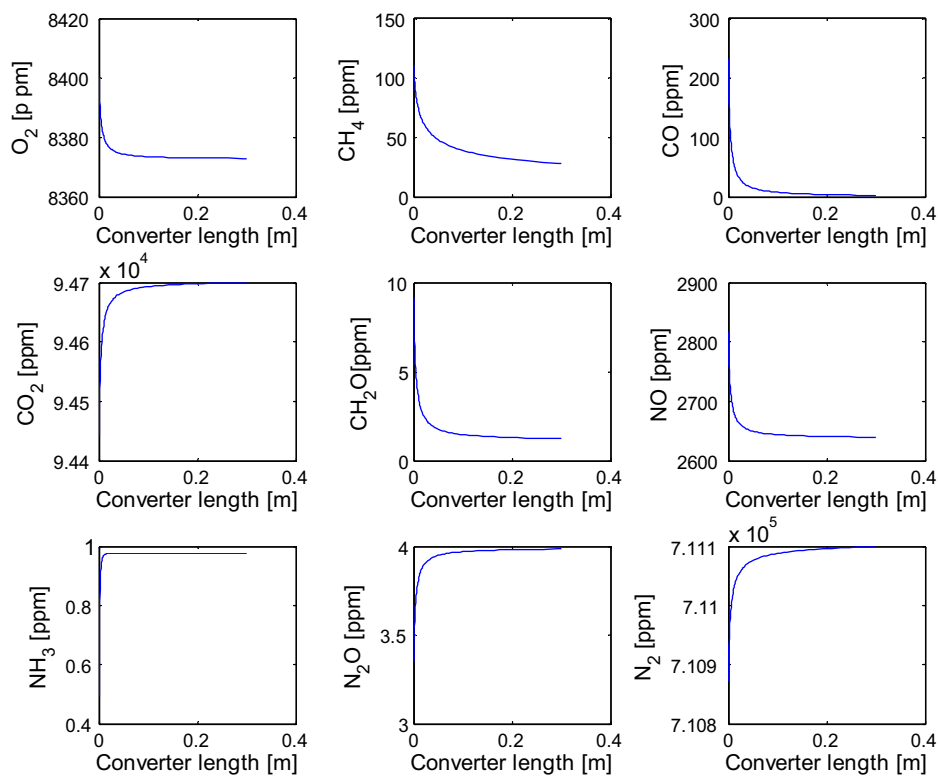 8420
8400
8380
8360
O2 [p pm]
0 0.2 0.4
Converter length [m]
150
100
50
0
CH4 [ppm]
0 0.2 0.4
Converter length [m]
300
200
100
0
CO [ppm]
0 0.2 0.4
Converter length [m]
x 10^4
9.47
9.46
9.45
9.44
CO2 [ppm]
0 0.2 0.4
Converter length [m]
10
5
0
CH2O[ppm]
0 0.2 0.4
Converter length [m]
2900
2800
2700
2600
NO [ppm]
0 0.2 0.4
Converter length [m]
1
0.8
0.6
0.4
NH3 [ppm]
0 0.2 0.4
Converter length [m]
4
3.5
3
N2O [ppm]
0 0.2 0.4
Converter length [m]
x 10^5
7.111
7.11
7.109
7.108
N2 [ppm]
0 0.2 0.4
Converter length [m]